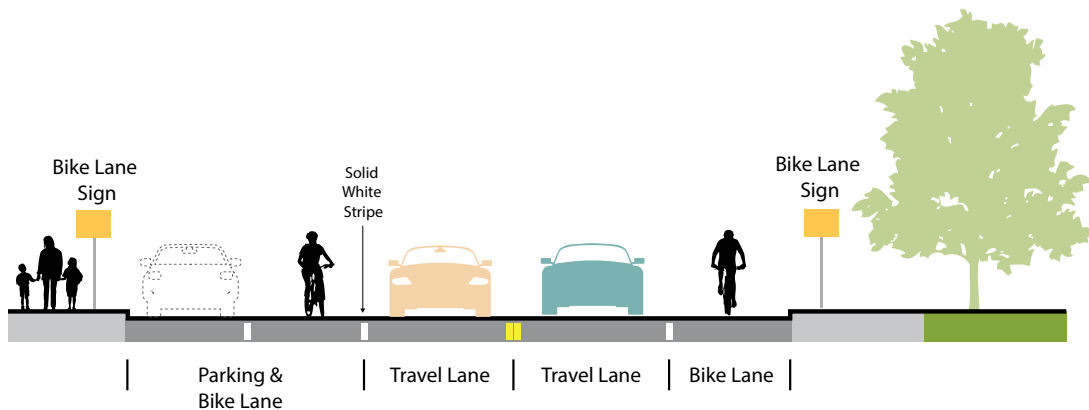 Bike Lane
Sign
Solid
White
Stripe
Bike Lane
Sign
Parking &
Bike Lane
Travel Lane
Travel Lane
Bike Lane